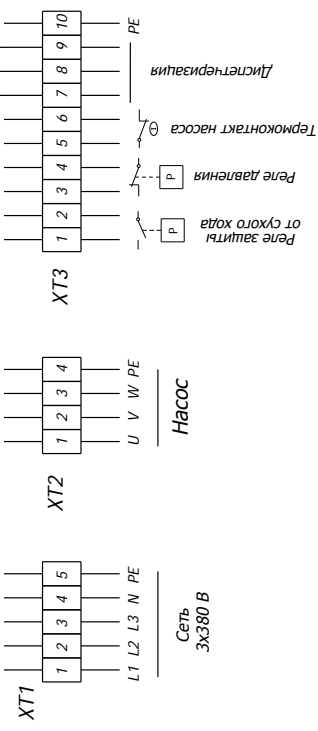 XT1
1 2 3 4 5
L1 L2 L3 N PE
Сеть
3x380 В
XT2
1 2 3 4
U V W PE
Насос
XT3
1 2 3 4 5 6 7 8 9 10
P
P
PE
Реле защиты
от сухого хода
Реле давления
Термоконтакт насоса
Диспетчеризация